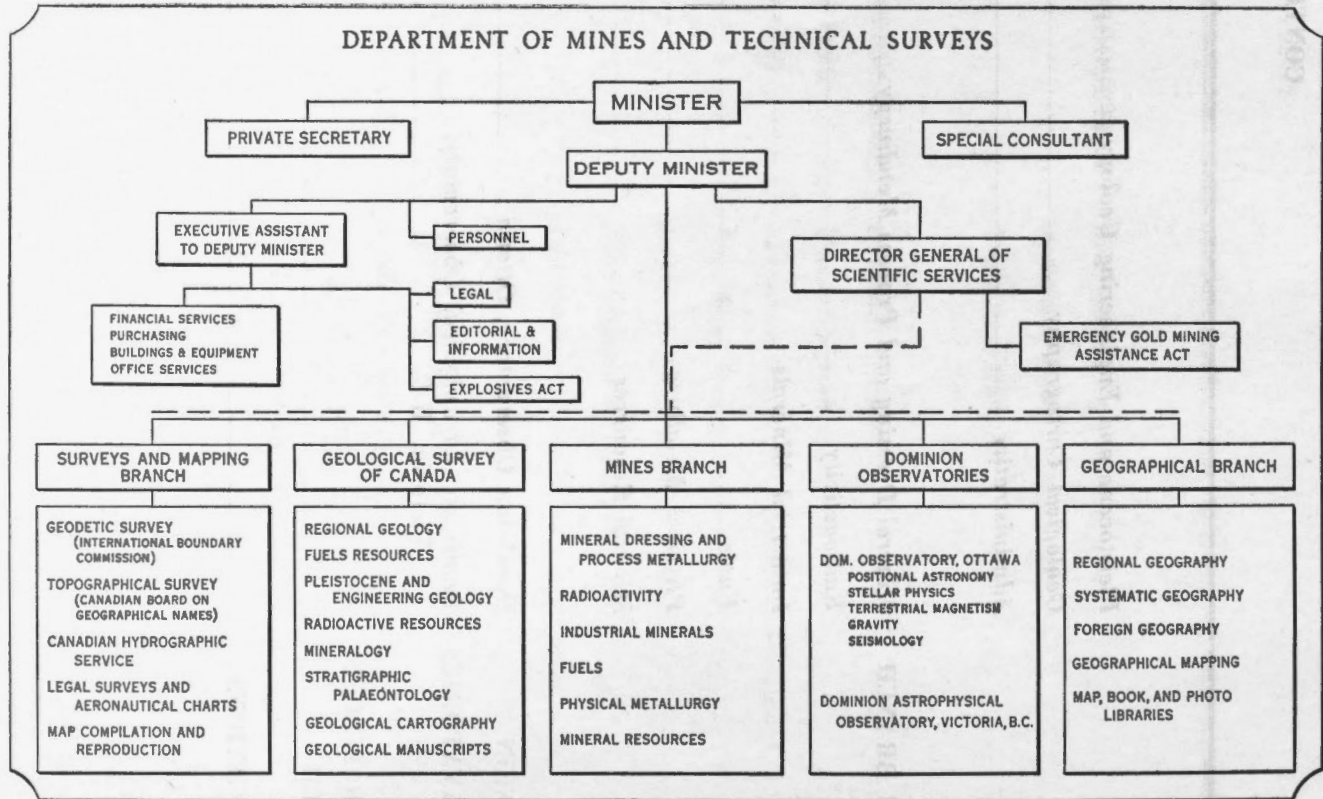 DEPARTMENT OF MINES AND TECHNICAL SURVEYS
MINISTER
PRIVATE SECRETARY
SPECIAL CONSULTANT
DEPUTY MINISTER
EXECUTIVE ASSISTANT
TO DEPUTY MINISTER
PERSONNEL
DIRECTOR GENERAL OF
SCIENTIFIC SERVICES
LEGAL
FINANCIAL SERVICES
PURCHASING
BUILDINGS & EQUIPMENT
OFFICE SERVICES
EDITORIAL &
INFORMATION
EXPLOSIVES ACT
EMERGENCY GOLD MINING
ASSISTANCE ACT
SURVEYS AND MAPPING
BRANCH
GEODETIC SURVEY
(INTERNATIONAL BOUNDARY
COMMISSION)
TOPOGRAPHICAL SURVEY
(CANADIAN BOARD ON
GEOGRAPHICAL NAMES)
CANADIAN HYDROGRAPHIC
SERVICE
LEGAL SURVEYS AND
AERONAUTICAL CHARTS
MAP COMPILATION AND
REPRODUCTION
GEOLOGICAL SURVEY
OF CANADA
REGIONAL GEOLOGY
FUELS RESOURCES
PLEISTOCENE AND
ENGINEERING GEOLOGY
RADIOACTIVE RESOURCES
MINERALOGY
STRATIGRAPHIC
PALAEÓNTOLOGY
GEOLOGICAL CARTOGRAPHY
GEOLOGICAL MANUSCRIPTS
MINES BRANCH
MINERAL DRESSING AND
PROCESS METALLURGY
RADIOACTIVITY
INDUSTRIAL MINERALS
FUELS
PHYSICAL METALLURGY
MINERAL RESOURCES
DOMINION
OBSERVATORIES
DOM. OBSERVATORY, OTTAWA
POSITIONAL ASTRONOMY
STELLAR PHYSICS
TERRESTRIAL MAGNETISM
GRAVITY
SEISMOLOGY
DOMINION ASTROPHYSICAL
OBSERVATORY, VICTORIA, B.C.
GEOGRAPHICAL BRANCH
REGIONAL GEOGRAPHY
SYSTEMATIC GEOGRAPHY
FOREIGN GEOGRAPHY
GEOGRAPHICAL MAPPING
MAP, BOOK, AND PHOTO
LIBRARIES